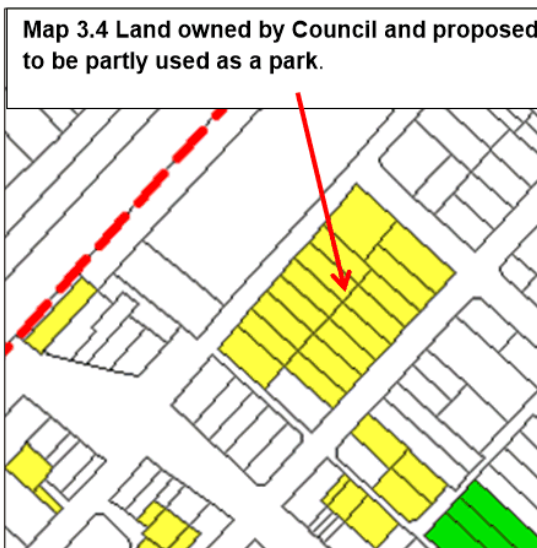 Map 3.4 Land owned by Council and proposed
to be partly used as a park.